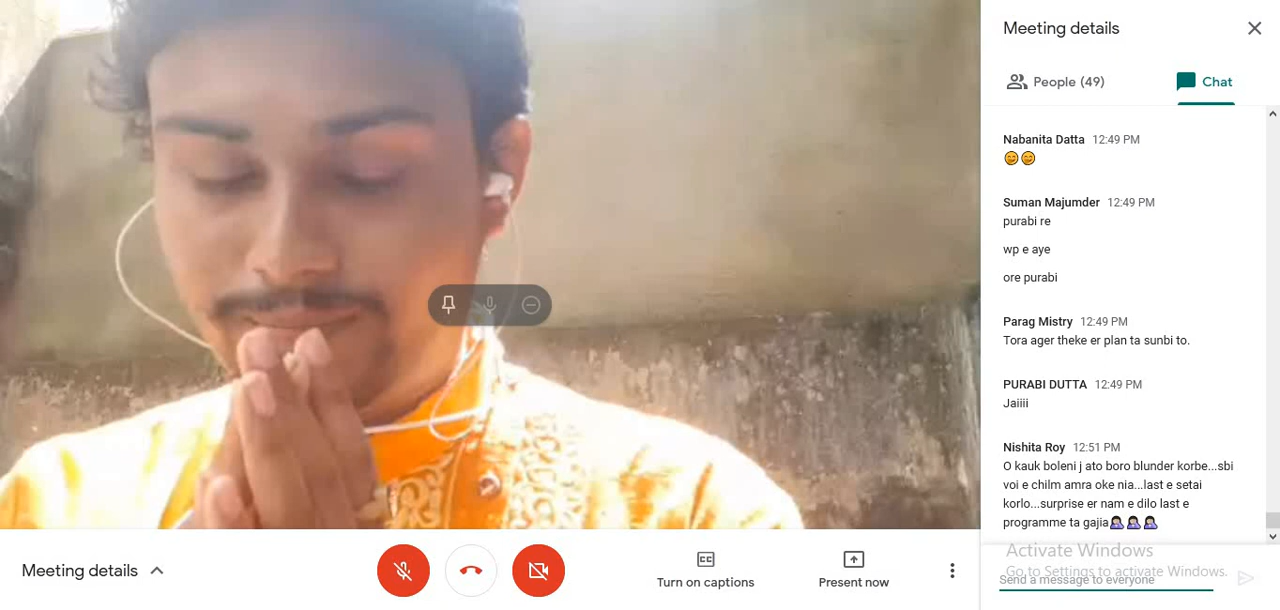 Meeting details
People (49)
Chat
Nabanita Datta 12:49 PM
😊😊
Suman Majumder 12:49 PM
purabi re
wp e aye
ore purabi
Parag Mistry 12:49 PM
Tora ager theke er plan ta sunbi to.
PURABI DUTTA 12:49 PM
Jaiiii
Nishita Roy 12:51 PM
O kauk boleni j ato boro blunder korbe...sbi
voi e chilm amra oke nia...last e setai
korlo...surprise er nam e dilo last e
programme ta gajia🤦🏻‍♀️🤦🏻‍♀️🤦🏻‍♀️
Activate Windows
Go to Settings to activate Windows.
Send a message to everyone
Meeting details
Turn on captions
Present now